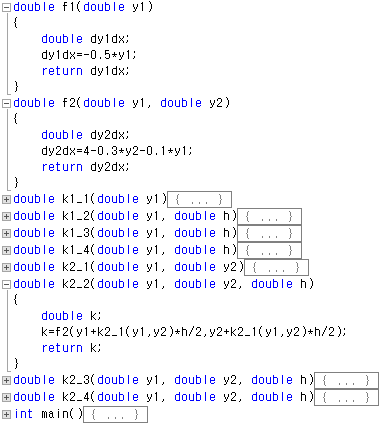 double f1(double y1)
{
double dy1dx;
dy1dx=-0.5*y1;
return dy1dx;
}
double f2(double y1, double y2)
{
double dy2dx;
dy2dx=4-0.3*y2-0.1*y1;
return dy2dx;
}
double k1_1(double y1){ ... }
double k1_2(double y1, double h){ ... }
double k1_3(double y1, double h){ ... }
double k1_4(double y1, double h){ ... }
double k2_1(double y1, double y2){ ... }
double k2_2(double y1, double y2, double h)
{
double k;
k=f2(y1+k2_1(y1,y2)*h/2,y2+k2_1(y1,y2)*h/2);
return k;
}
double k2_3(double y1, double y2, double h){ ... }
double k2_4(double y1, double y2, double h){ ... }
int main(){ ... }